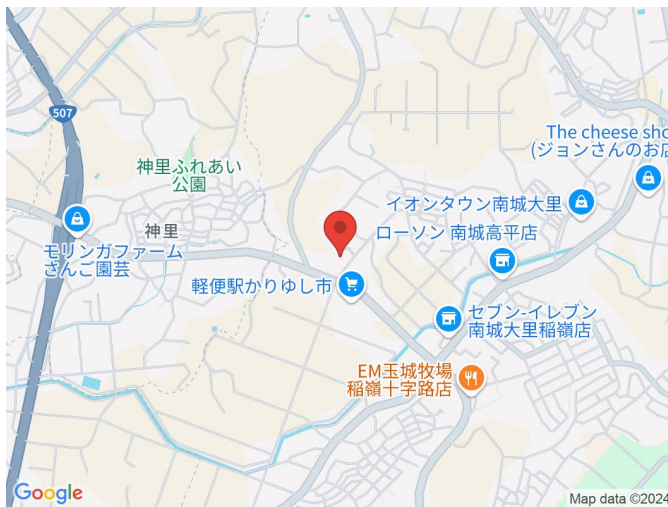 507
The cheese sho
(ジョンさんのお店
神里ふれあい
公園
イオンタウン南城大里
神里
ローソン 南城高平店
モリンガファーム
さんご園芸
軽便駅かりゆし市
セブン-イレブン
南城大里稲嶺店
EM玉城牧場
稲嶺十字路店
Google
Map data ©2024